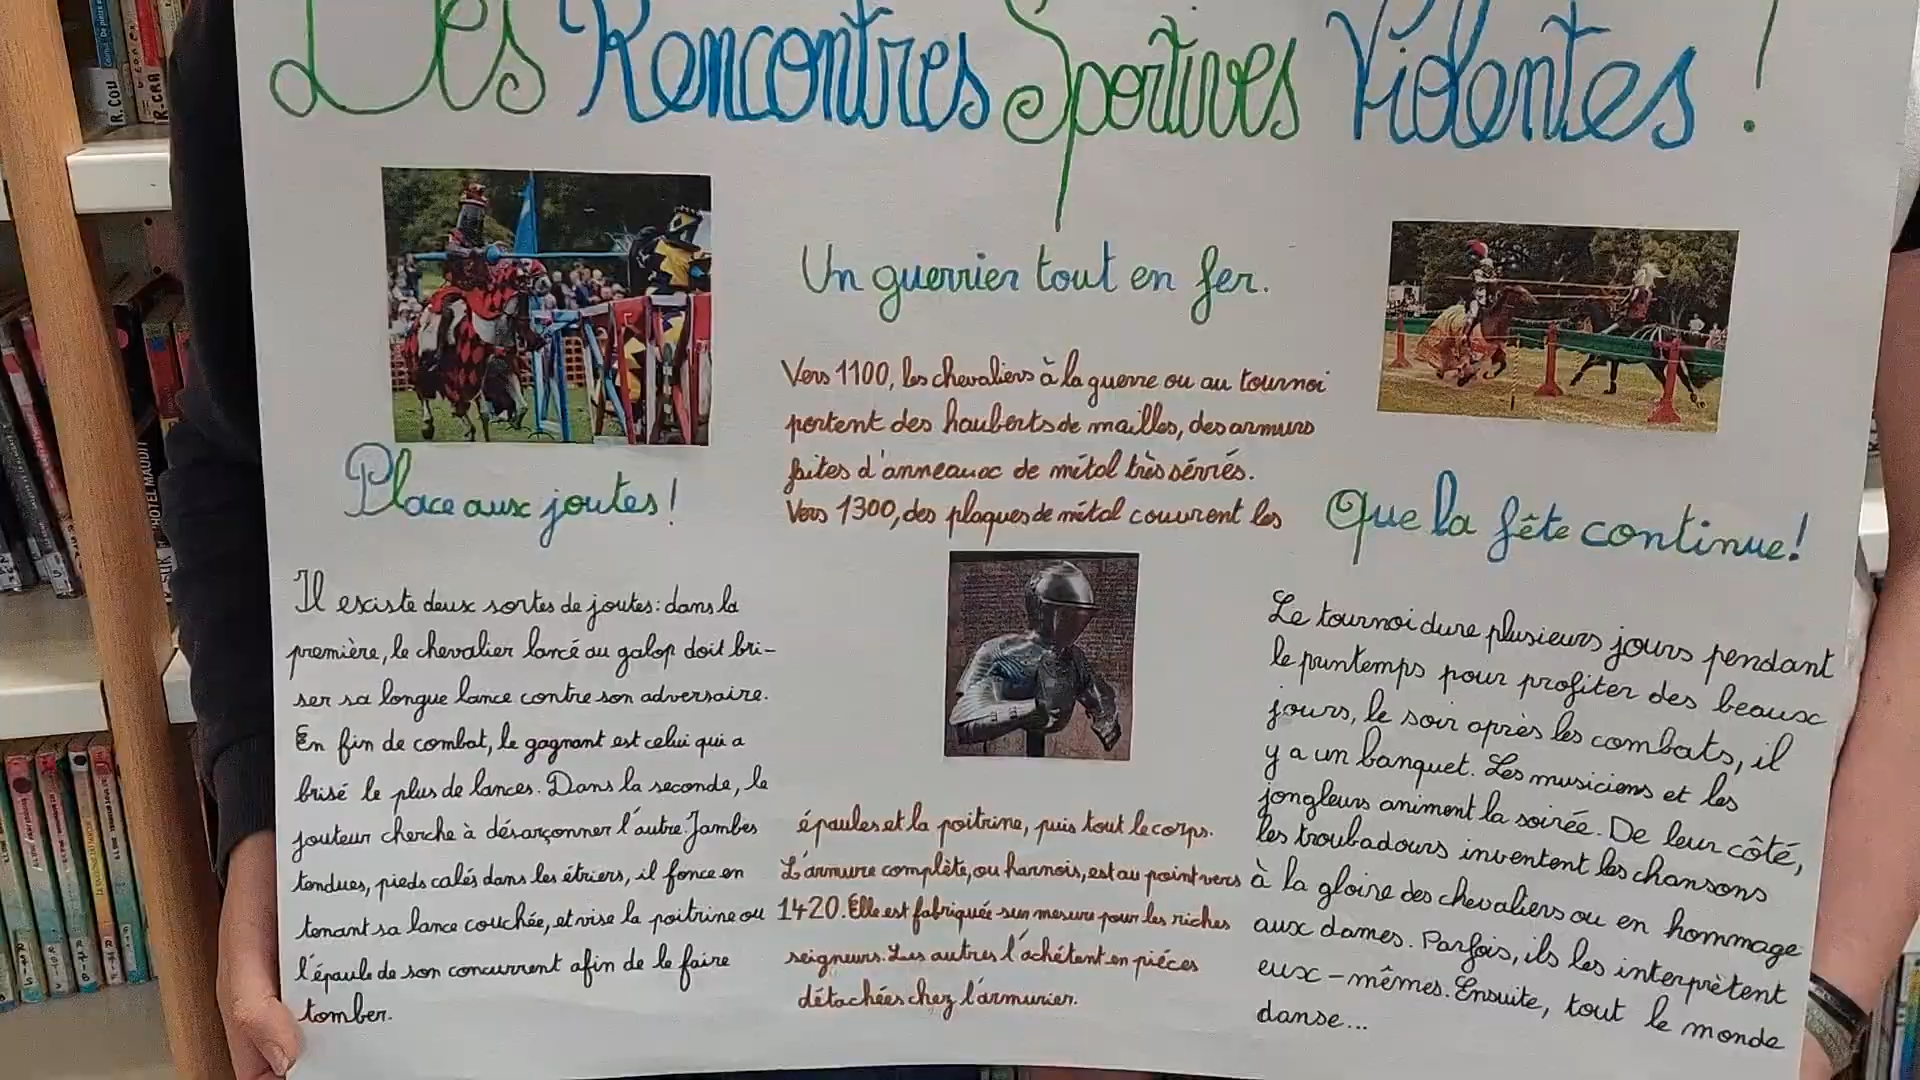 Des Rencontres Sportives Violentes !
Place aux joutes !
Il existe deux sortes de joutes : dans la
première, le chevalier lancé au galop doit bri-
ser sa longue lance contre son adversaire.
En fin de combat, le gagnant est celui qui a
brisé le plus de lances. Dans la seconde, le
jouteur cherche à désarçonner l'autre. Jambes
tendues, pieds calés dans les étriers, il fonce en
tenant sa lance couchée, et vise la poitrine ou
l'épaule de son concurrent afin de le faire
tomber.
Un guerrier tout en fer.
Vers 1100, les chevaliers à la guerre ou au tournoi
portent des hauberts de mailles, des armures
faites d'anneaux de métal très sérrés.
Vers 1300, des plaques de métal couvrent les
épaules et la poitrine, puis tout le corps.
L'armure complète, ou harnois, est au point vers
1420. Elle est fabriquée sur mesure pour les riches
seigneurs. Les autres l'achétent en piéces
détachées chez l'armurier.
Que la fête continue !
Le tournoi dure plusieurs jours pendant
le printemps pour profiter des beaux
jours, le soir après les combats, il
y a un banquet. Les musiciens et les
jongleurs animent la soirée. De leur côté,
les troubadours inventent les chansons
à la gloire des chevaliers ou en hommage
aux dames. Parfois, ils les interprètent
eux-mêmes. Ensuite, tout le monde
danse...
R. COU
R. CRA
HOTEL MAUDIT